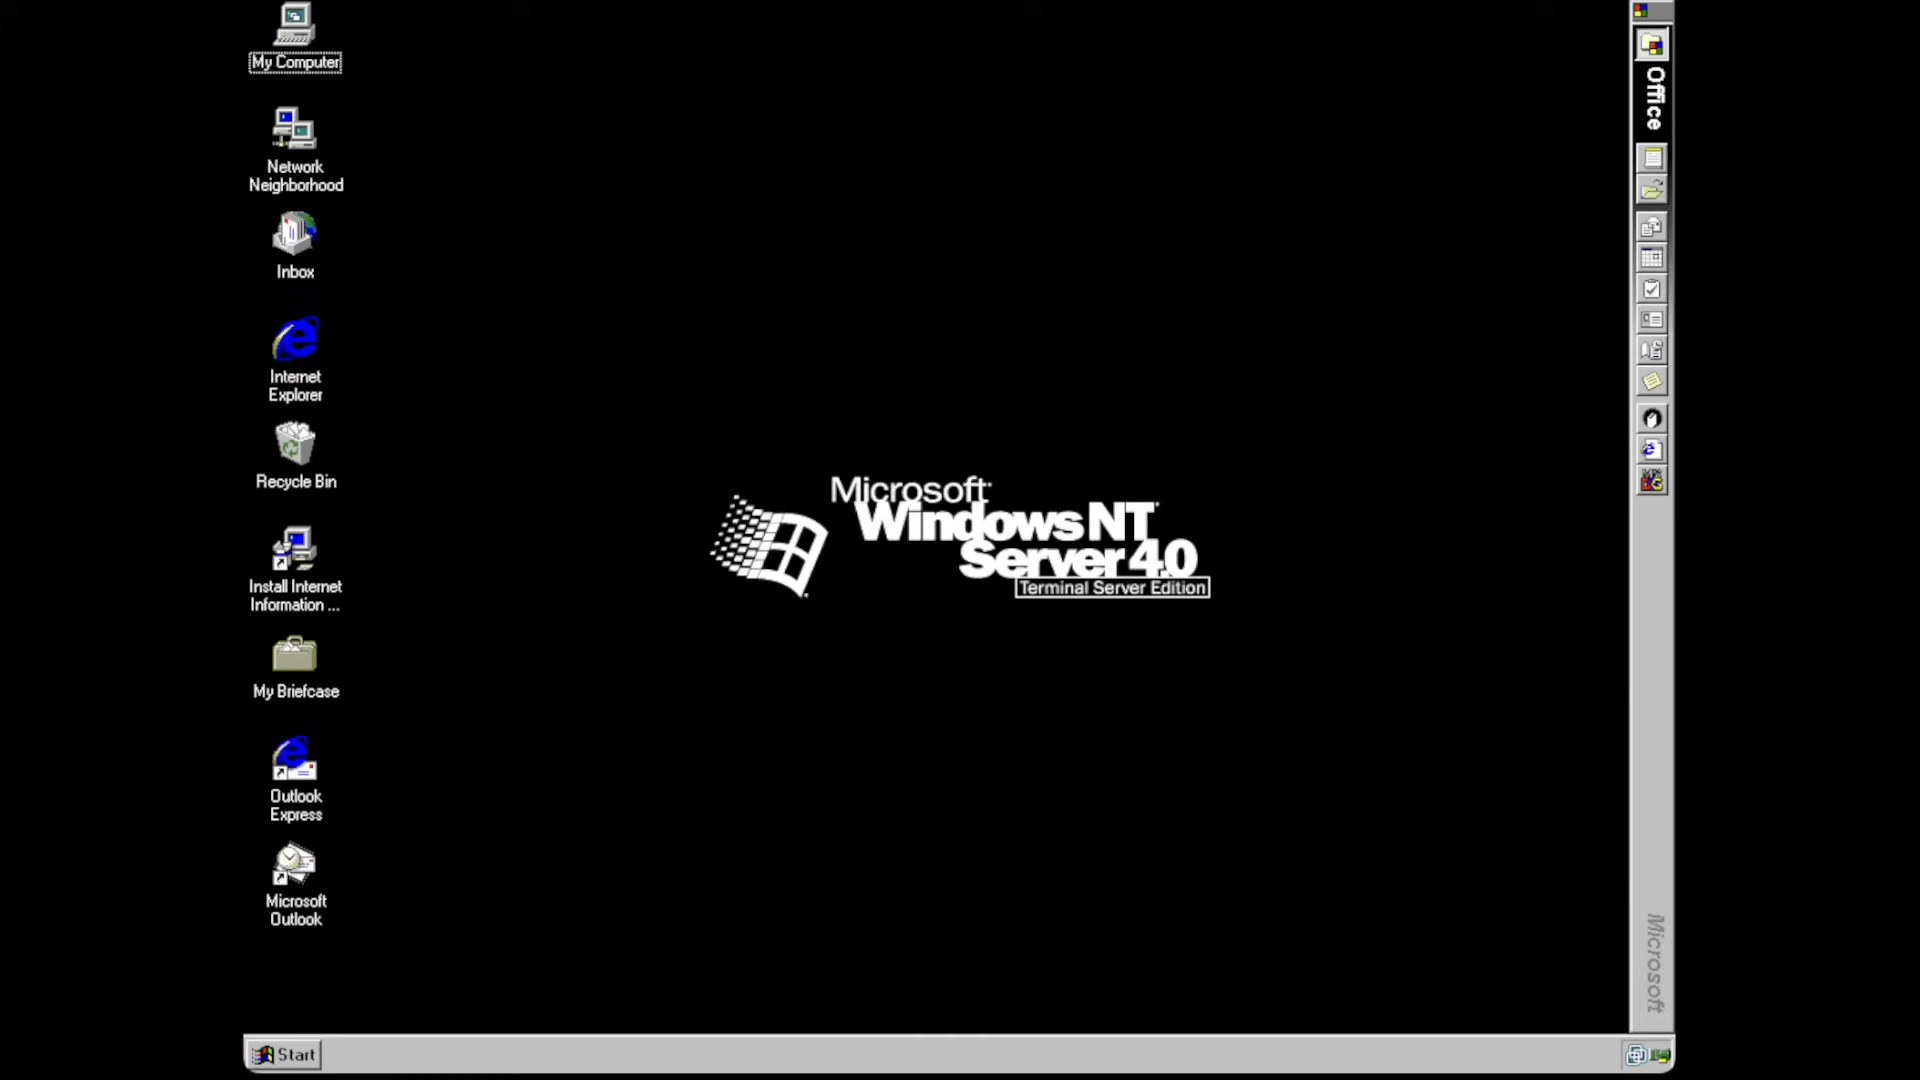 My Computer
Network
Neighborhood
Inbox
Internet
Explorer
Recycle Bin
Install Internet
Information ...
My Briefcase
Outlook
Express
Microsoft
Outlook
Microsoft
Windows NT
Server 4.0
Terminal Server Edition
Office
Microsoft
Start